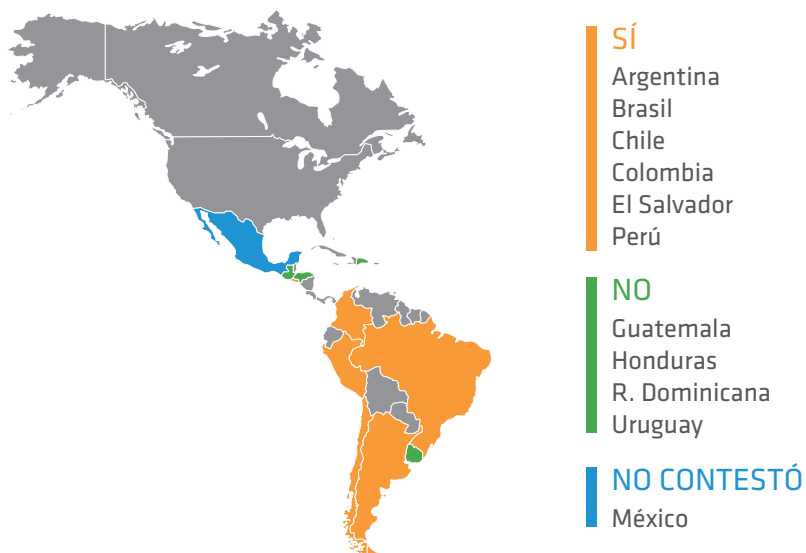 SÍ
Argentina
Brasil
Chile
Colombia
El Salvador
Perú
NO
Guatemala
Honduras
R. Dominicana
Uruguay
NO CONTESTÓ
México